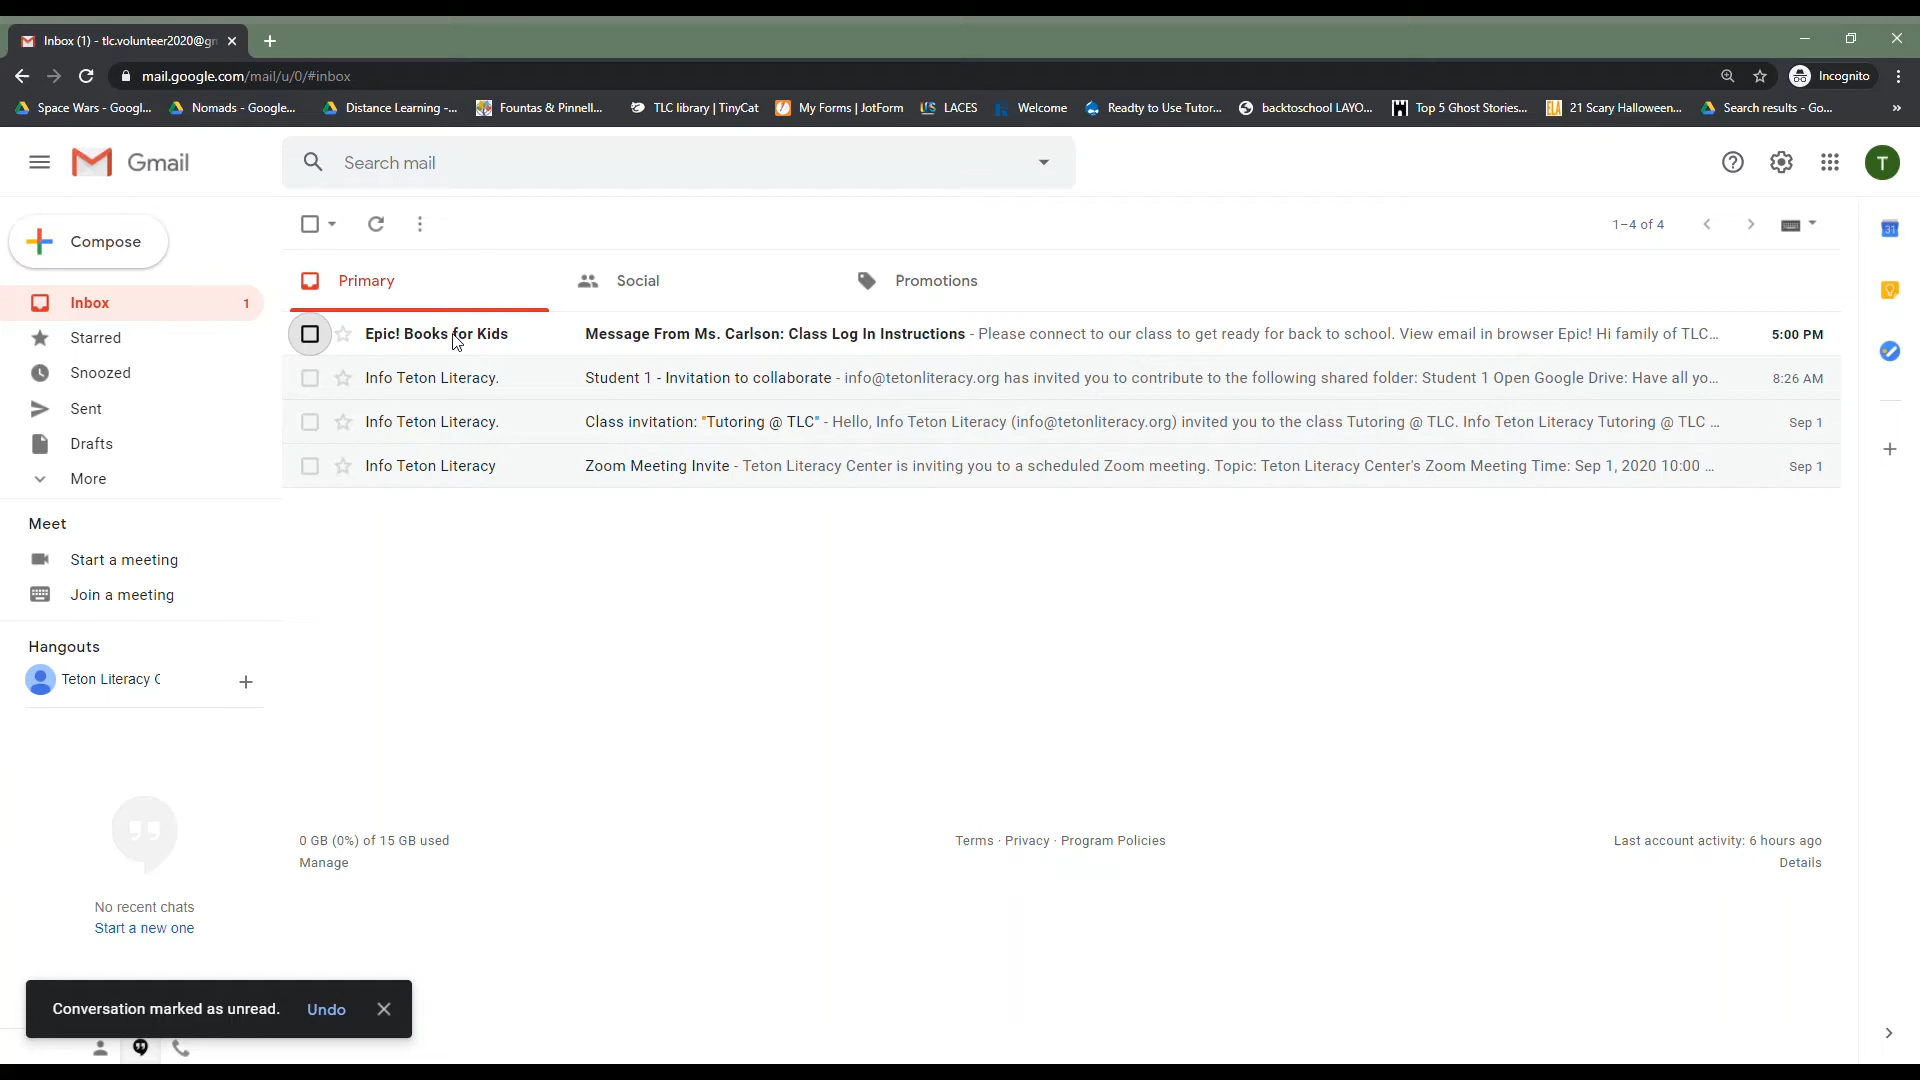 Inbox (1) - tlc.volunteer2020@gr
mail.google.com/mail/u/0/#inbox
Incognito
Space Wars - Googl...
Nomads - Google...
Distance Learning -...
Fountas & Pinnell...
TLC library | TinyCat
My Forms | JotForm
LACES
Welcome
Readty to Use Tutor...
backtoschool LAYO...
Top 5 Ghost Stories...
21 Scary Halloween...
Search results - Go...
Gmail
Search mail
T
Compose
1–4 of 4
31
Primary
Social
Promotions
Inbox 1
Starred
Snoozed
Sent
Drafts
More
Epic! Books for Kids Message From Ms. Carlson: Class Log In Instructions - Please connect to our class to get ready for back to school. View email in browser Epic! Hi family of TLC... 5:00 PM
Info Teton Literacy. Student 1 - Invitation to collaborate - info@tetonliteracy.org has invited you to contribute to the following shared folder: Student 1 Open Google Drive: Have all yo... 8:26 AM
Info Teton Literacy. Class invitation: "Tutoring @ TLC" - Hello, Info Teton Literacy (info@tetonliteracy.org) invited you to the class Tutoring @ TLC. Info Teton Literacy Tutoring @ TLC ... Sep 1
Info Teton Literacy Zoom Meeting Invite - Teton Literacy Center is inviting you to a scheduled Zoom meeting. Topic: Teton Literacy Center's Zoom Meeting Time: Sep 1, 2020 10:00 ... Sep 1
Meet
Start a meeting
Join a meeting
Hangouts
Teton Literacy C
No recent chats
Start a new one
0 GB (0%) of 15 GB used
Manage
Terms · Privacy · Program Policies
Last account activity: 6 hours ago
Details
Conversation marked as unread. Undo